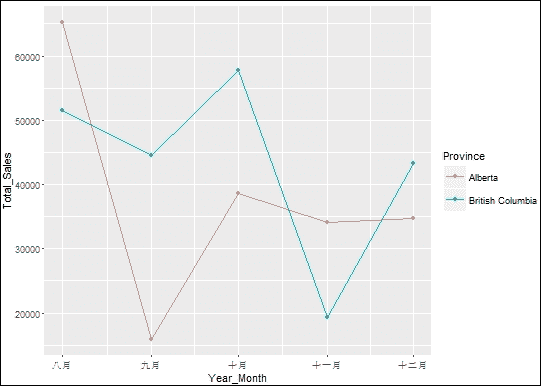 60000
50000
40000
30000
20000
Total_Sales
八月
九月
十月
十一月
十二月
Year_Month
Province
Alberta
British Columbia